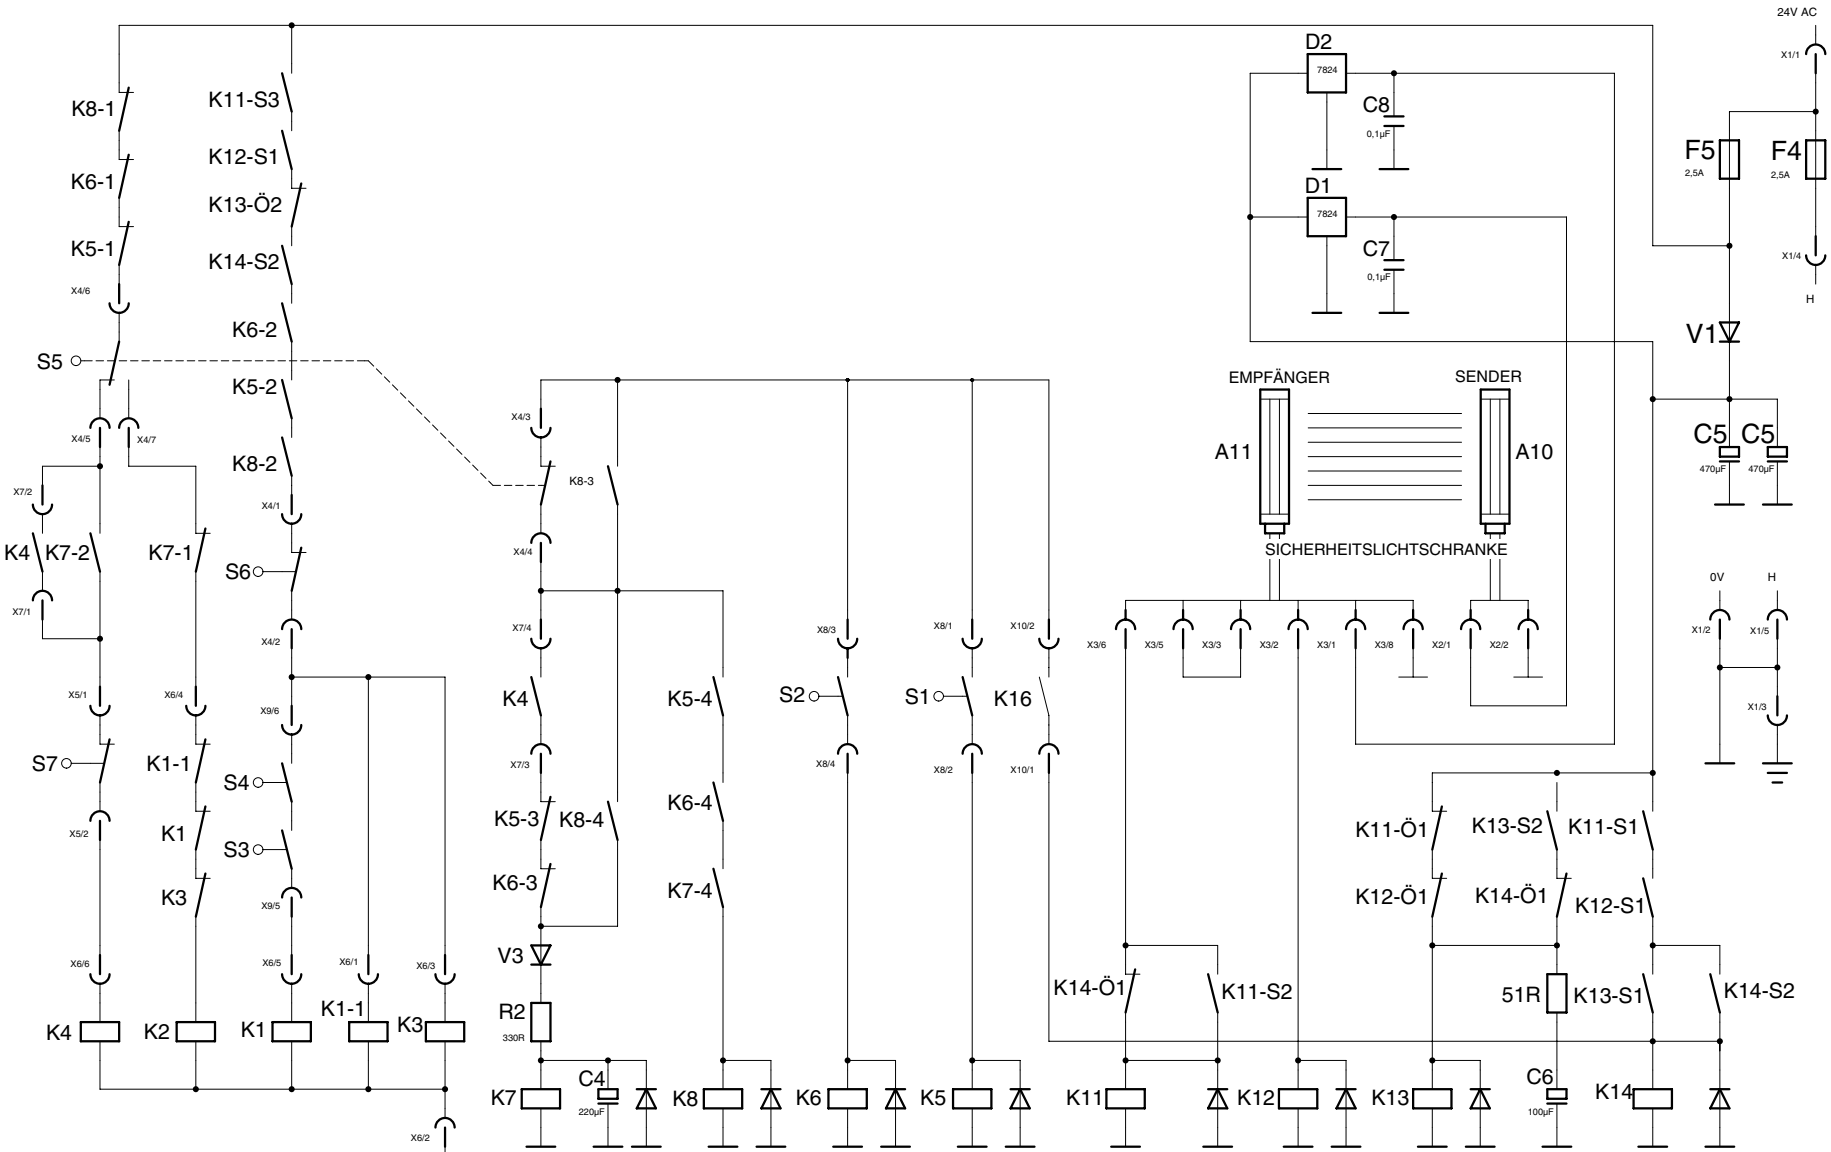 24V AC
D2
X1/1
7824
K8-1
K11-S3
C8
0,1µF
K12-S1
F5
F4
K6-1
2,5A
2,5A
D1
K13-Ö2
7824
K5-1
C7
K14-S2
X1/4
0,1µF
X4/6
H
K6-2
V1
S5
EMPFÄNGER
SENDER
K5-2
X4/3
X4/5
X4/7
C5
C5
A11
A10
K8-2
470µF
470µF
K8-3
X7/2
X4/1
K4
K7-2
K7-1
X4/4
SICHERHEITSLICHTSCHRANKE
S6
0V
H
X7/1
X7/4
X8/3
X8/1
X10/2
X1/2
X1/5
X4/2
X3/6
X3/5
X3/3
X3/2
X3/1
X3/8
X2/1
X2/2
X5/1
X6/4
K4
K5-4
S2
S1
K16
X9/6
X1/3
S7
K1-1
X7/3
X8/4
X8/2
X10/1
S4
K6-4
K5-3
K8-4
K11-Ö1
K13-S2
K11-S1
X5/2
K1
S3
K6-3
K7-4
K3
K12-Ö1
K14-Ö1
K12-S1
X9/5
V3
X6/6
X6/5
X6/1
X6/3
K14-Ö1
K11-S2
51R
K13-S1
K14-S2
K1-1
R2
K4
K2
K1
K3
330R
C4
C6
K7
K8
K6
K5
K11
K12
K13
K14
220µF
100µF
X6/2